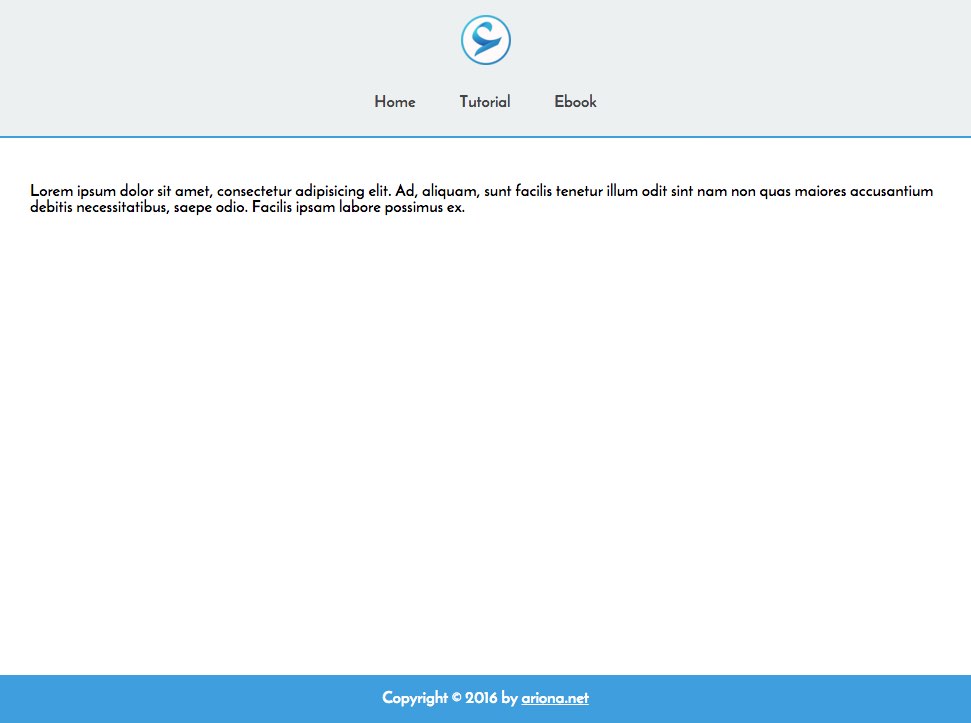 Home Tutorial Ebook
Lorem ipsum dolor sit amet, consectetur adipisicing elit. Ad, aliquam, sunt facilis tenetur illum odit sint nam non quas maiores accusantium
debitis necessitatibus, saepe odio. Facilis ipsam labore possimus ex.
Copyright © 2016 by ariona.net